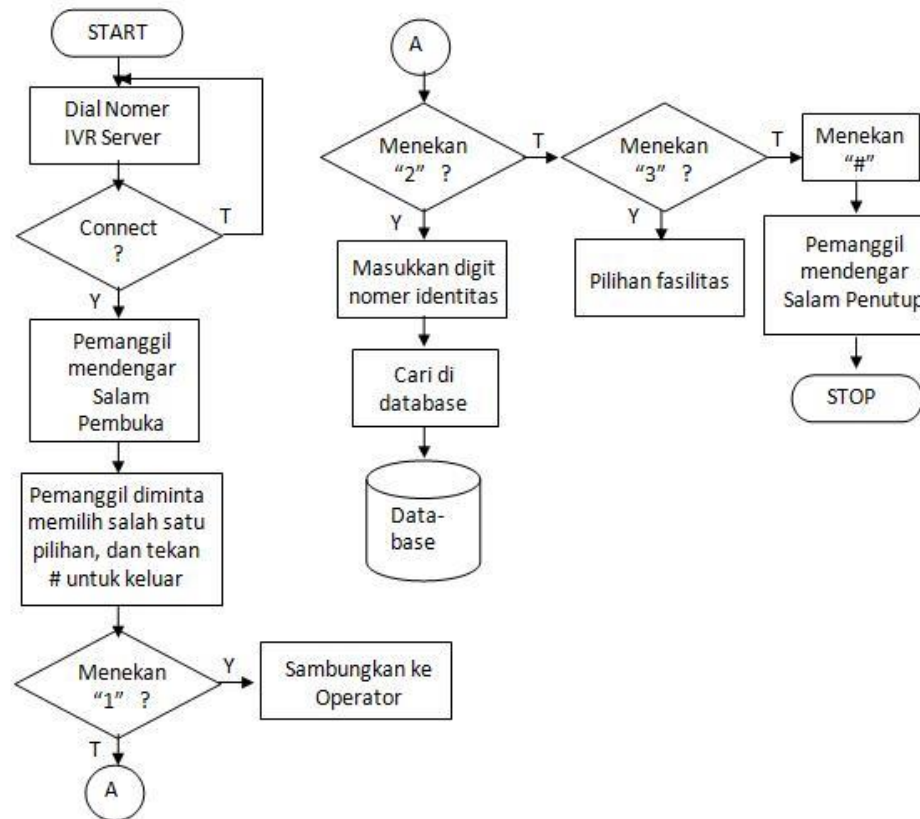 START
Dial Nomer
IVR Server
Connect
?
T
Y
Pemanggil
mendengar
Salam
Pembuka
Pemanggil diminta
memilih salah satu
pilihan, dan tekan
# untuk keluar
Menekan
“1” ?
Y
Sambungkan ke
Operator
T
A
A
Menekan
“2” ?
T
Y
Masukkan digit
nomer identitas
Cari di
database
Data-
base
Menekan
“3” ?
T
Y
Pilihan fasilitas
Menekan
“#”
Pemanggil
mendengar
Salam Penutup
STOP